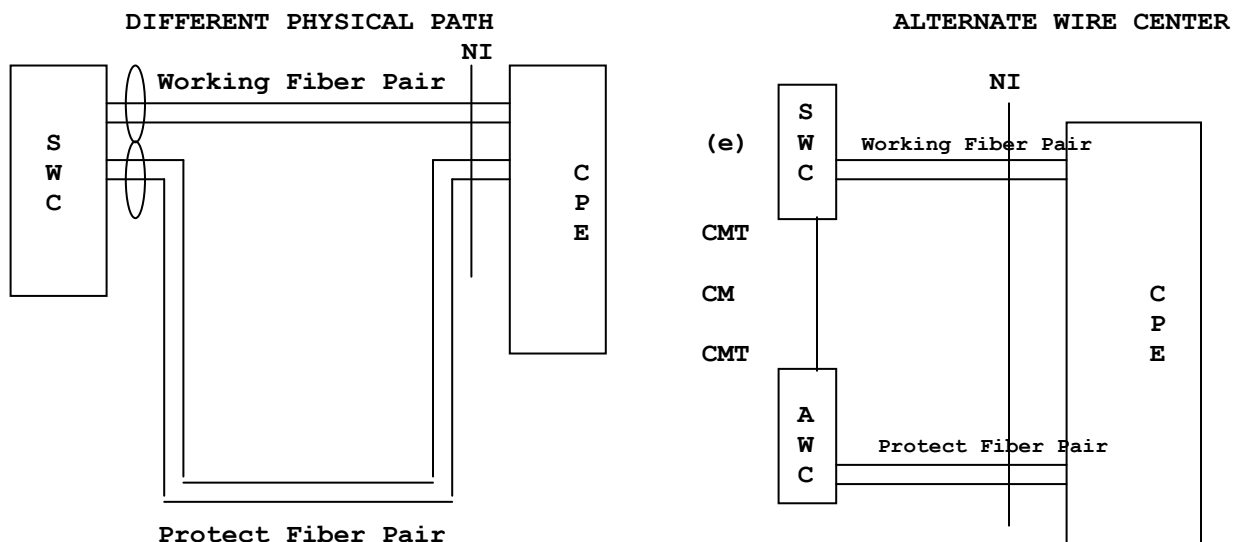 DIFFERENT PHYSICAL PATH
NI
Working Fiber Pair
S
W
C
C
P
E
Protect Fiber Pair
ALTERNATE WIRE CENTER
NI
(e)
S
W
C
Working Fiber Pair
CMT
CM
CMT
C
P
E
A
W
C
Protect Fiber Pair